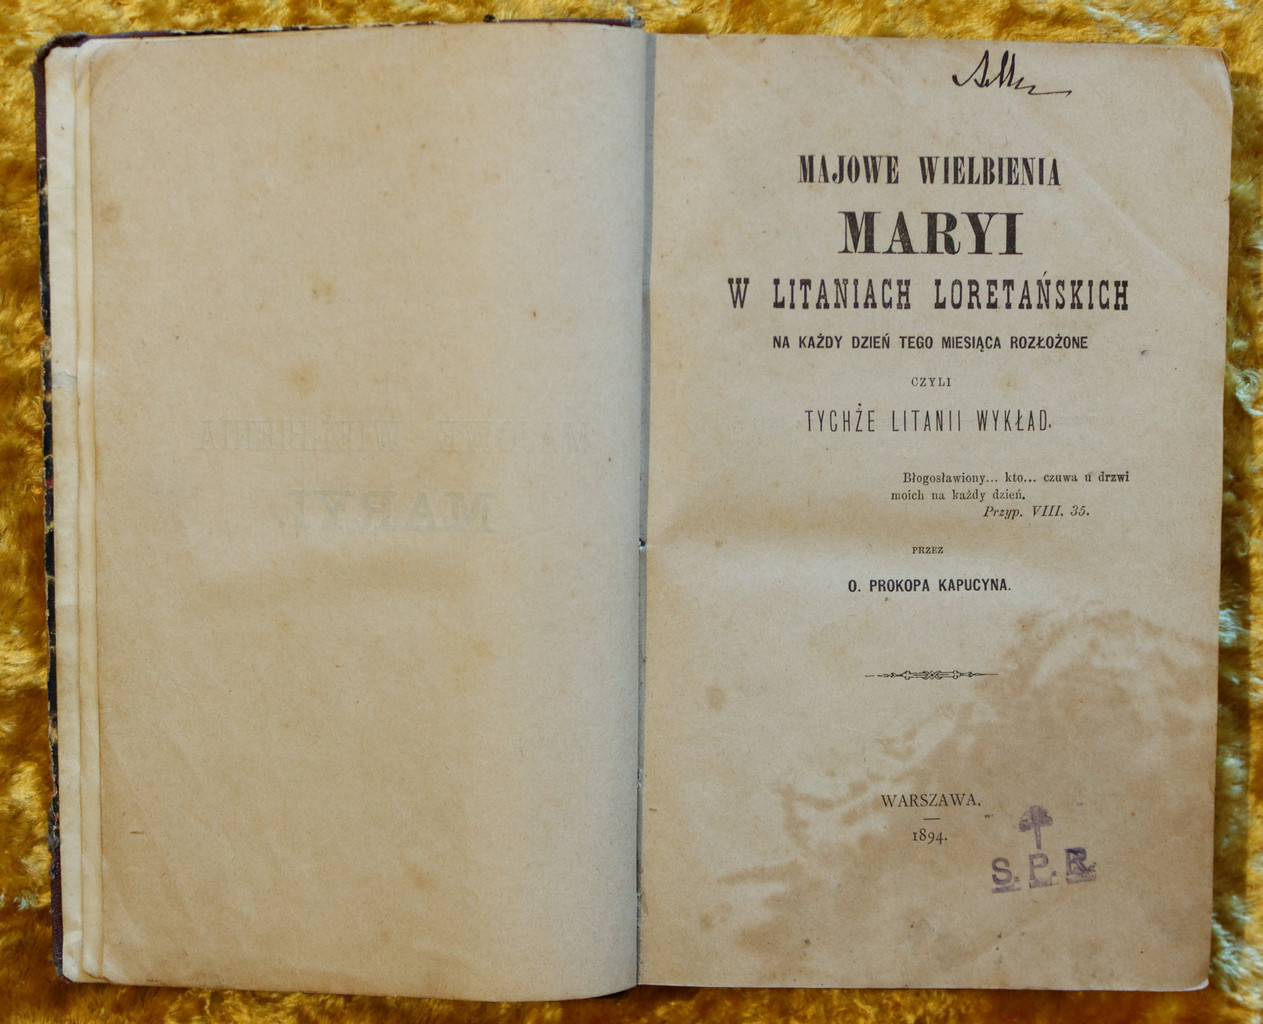 MAJOWE WIELBIENIA
MARYI
W LITANIACH LORETAŃSKICH
NA KAŻDY DZIEŃ TEGO MIESIĄCA ROZŁOŻONE
CZYLI
TYCHŻE LITANII WYKŁAD.
Błogosławiony... kto... czuwa u drzwi
moich na każdy dzień.
Przyp. VIII. 35.
PRZEZ
O. PROKOPA KAPUCYNA.
WARSZAWA.
1894.
S. P. R.